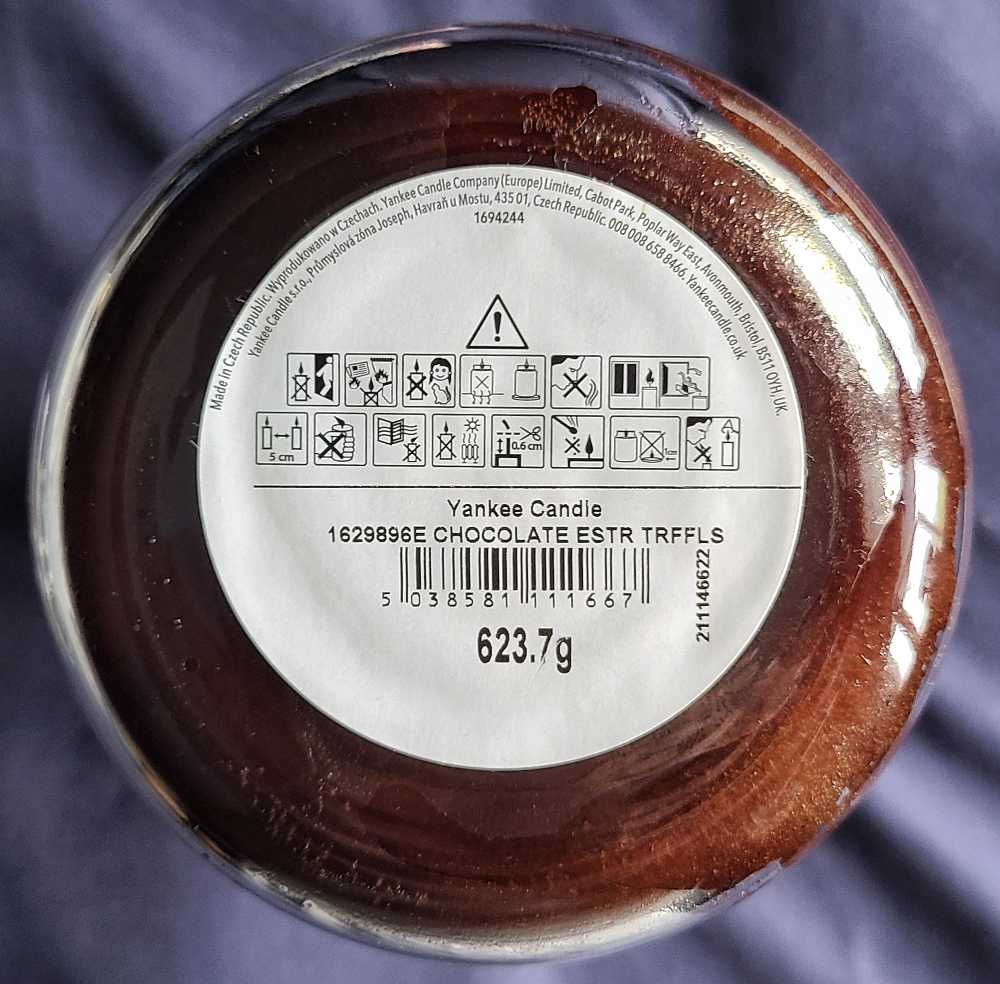 Made in Czech Republic. Wyprodukowano w Czechach. Yankee Candle Company (Europe) Limited, Cabot Park, Poplar Way East, Avonmouth, Bristol, BS11 0YH, UK.
Yankee Candle s.r.o., Průmyslová zóna Joseph, Havraň u Mostu, 435 01, Czech Republic. 008 008 658 8466. Yankeecandle.co.uk
1694244
5 cm
0.6 cm
1cm
Yankee Candle
1629896E CHOCOLATE ESTR TRFFLS
5 038581 111667
211146622
623.7g